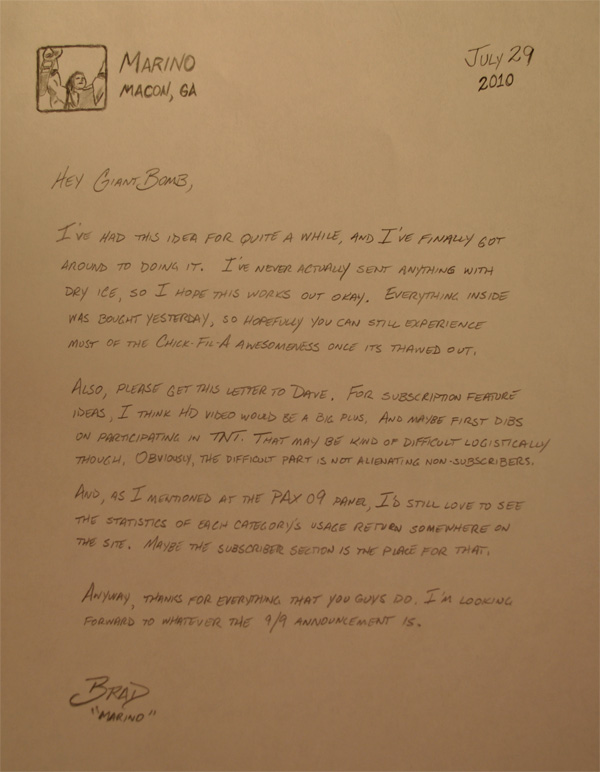 MARINO
MACON, GA
JULY 29
2010
HEY GIANT BOMB,
I'VE HAD THIS IDEA FOR QUITE A WHILE, AND I'VE FINALLY GOT
AROUND TO DOING IT. I'VE NEVER ACTUALLY SENT ANYTHING WITH
DRY ICE, SO I HOPE THIS WORKS OUT OKAY. EVERYTHING INSIDE
WAS BOUGHT YESTERDAY, SO HOPEFULLY YOU CAN STILL EXPERIENCE
MOST OF THE CHICK-FIL-A AWESOMENESS ONCE ITS THAWED OUT.
ALSO, PLEASE GET THIS LETTER TO DAVE. FOR SUBSCRIPTION FEATURE
IDEAS, I THINK HD VIDEO WOULD BE A BIG PLUS. AND MAYBE FIRST DIBS
ON PARTICIPATING IN TNT. THAT MAY BE KIND OF DIFFICULT LOGISTICALLY
THOUGH. OBVIOUSLY, THE DIFFICULT PART IS NOT ALIENATING NON-SUBSCRIBERS.
AND, AS I MENTIONED AT THE PAX 09 PANEL, I'D STILL LOVE TO SEE
THE STATISTICS OF EACH CATEGORY'S USAGE RETURN SOMEWHERE ON
THE SITE. MAYBE THE SUBSCRIBER SECTION IS THE PLACE FOR THAT.
ANYWAY, THANKS FOR EVERYTHING THAT YOU GUYS DO. I'M LOOKING
FORWARD TO WHATEVER THE 9/9 ANNOUNCEMENT IS.
BRAD
"MARINO"